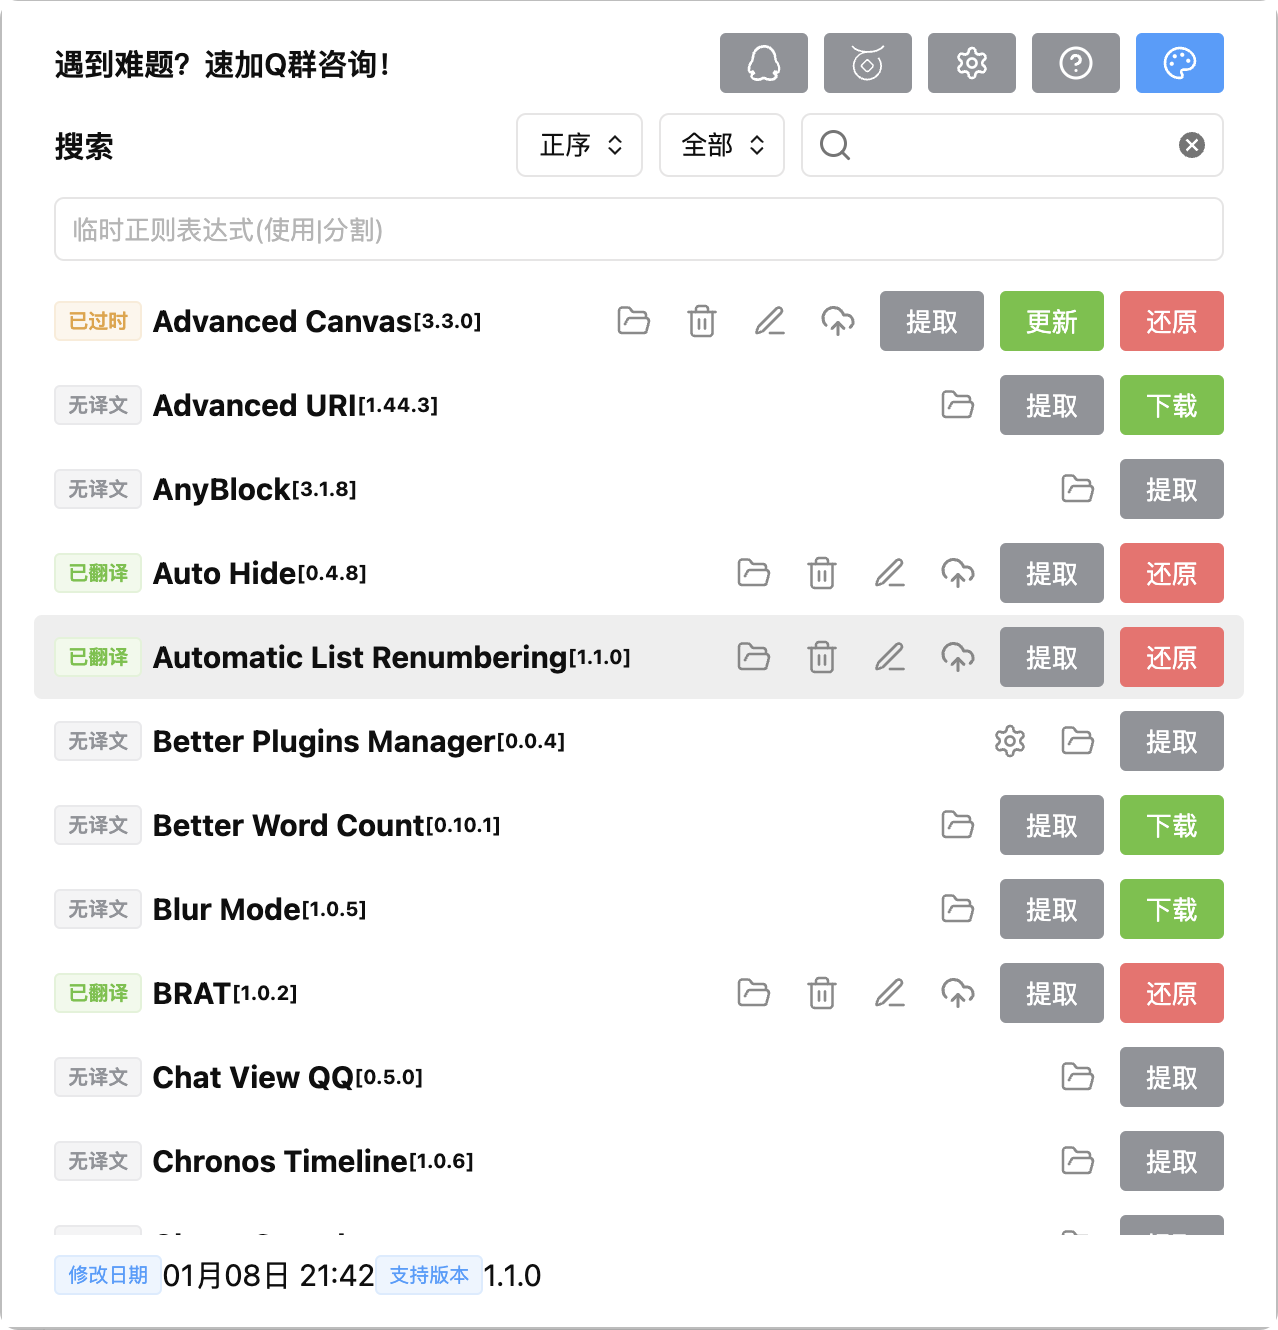 遇到难题？速加Q群咨询！
搜索 正序 全部
临时正则表达式(使用|分割)
已过时 Advanced Canvas[3.3.0] 提取 更新 还原
无译文 Advanced URI[1.44.3] 提取 下载
无译文 AnyBlock[3.1.8] 提取
已翻译 Auto Hide[0.4.8] 提取 还原
已翻译 Automatic List Renumbering[1.1.0] 提取 还原
无译文 Better Plugins Manager[0.0.4] 提取
无译文 Better Word Count[0.10.1] 提取 下载
无译文 Blur Mode[1.0.5] 提取 下载
已翻译 BRAT[1.0.2] 提取 还原
无译文 Chat View QQ[0.5.0] 提取
无译文 Chronos Timeline[1.0.6] 提取
修改日期 01月08日 21:42 支持版本 1.1.0